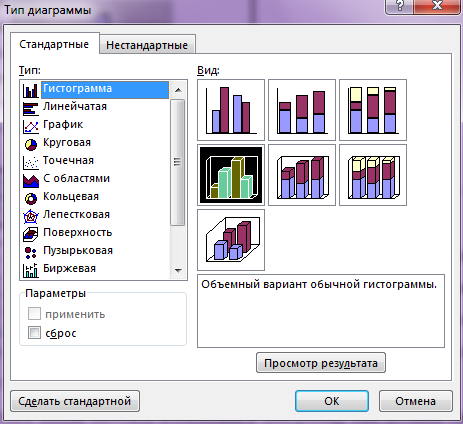 Тип диаграммы
Стандартные Нестандартные
Тип:
Гистограмма
Линейчатая
График
Круговая
Точечная
С областями
Кольцевая
Лепестковая
Поверхность
Пузырьковая
Биржевая
Вид:
Объемный вариант обычной гистограммы.
Параметры
применить
сброс
Просмотр результата
Сделать стандартной ОК Отмена